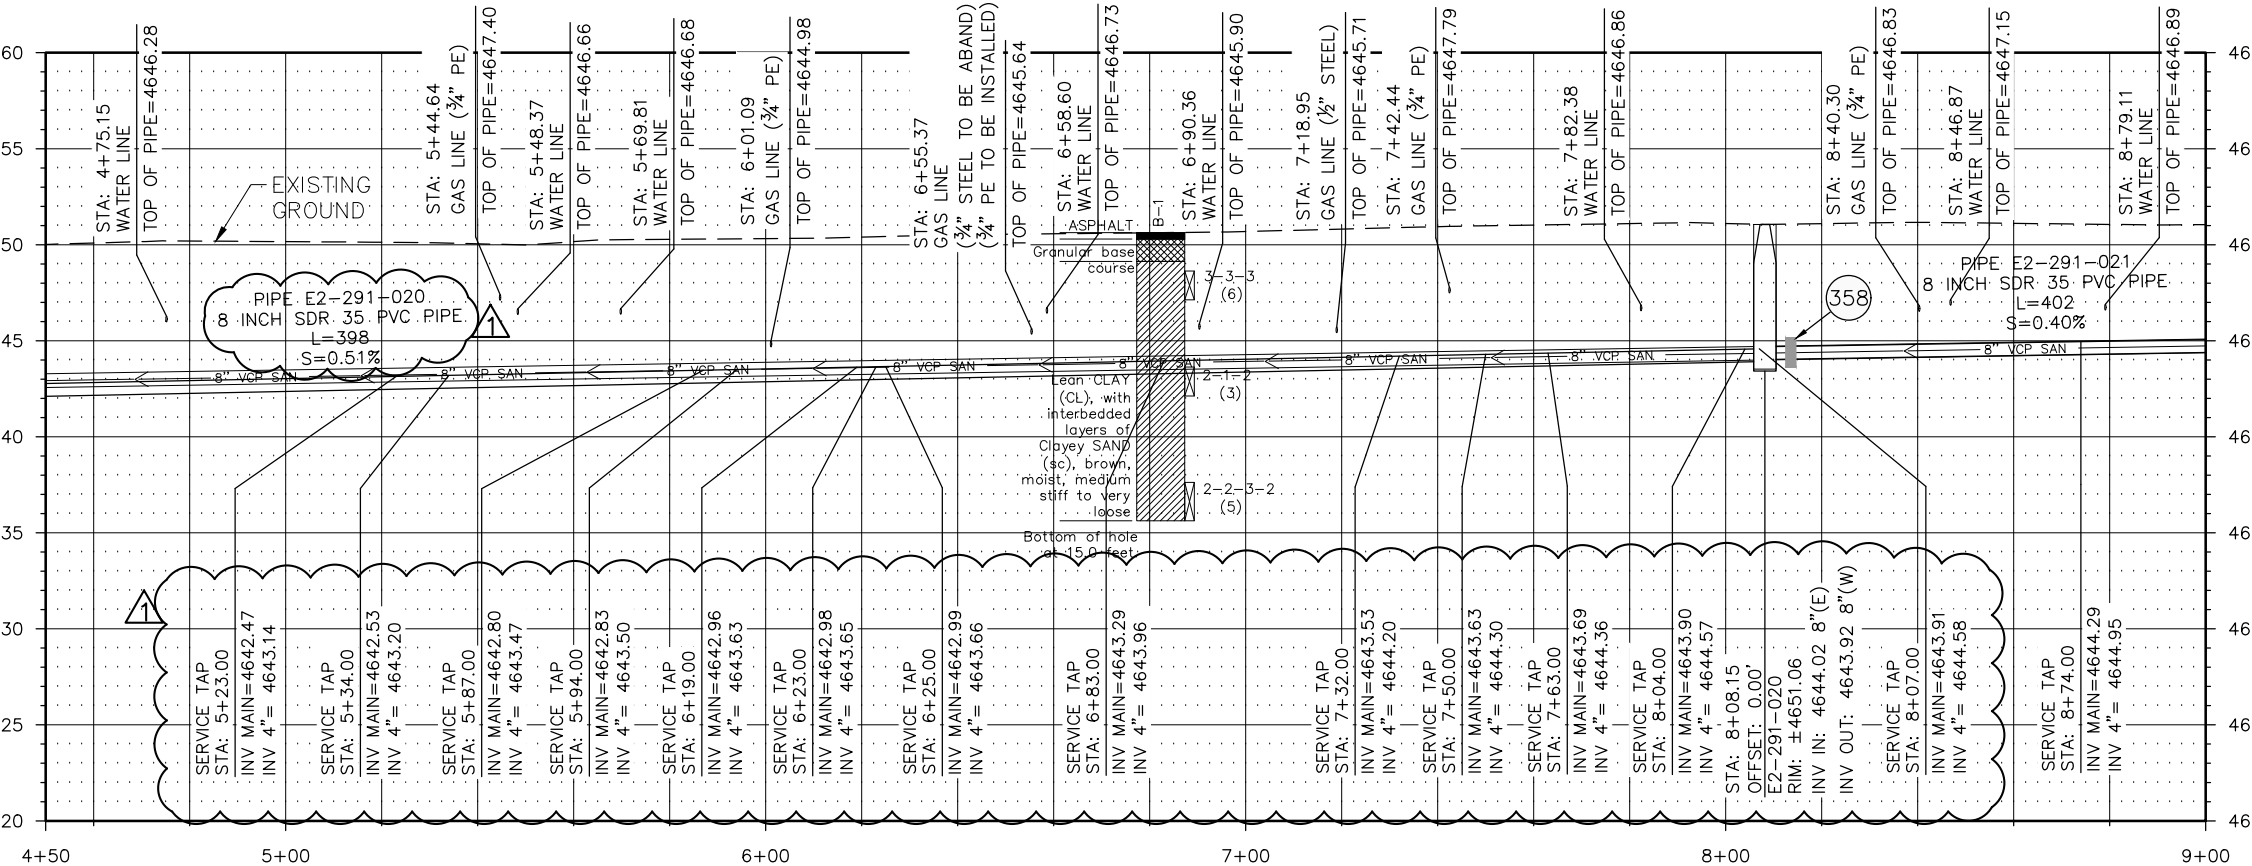 60
55
50
45
40
35
30
25
20
STA: 4+75.15
WATER LINE
TOP OF PIPE=4646.28
EXISTING
GROUND
STA: 5+44.64
GAS LINE (¾" PE)
TOP OF PIPE=4647.40
STA: 5+48.37
WATER LINE
TOP OF PIPE=4646.66
STA: 5+69.81
WATER LINE
TOP OF PIPE=4646.68
STA: 6+01.09
GAS LINE (¾" PE)
TOP OF PIPE=4644.98
STA: 6+55.37
GAS LINE
(¾" STEEL TO BE ABAND)
(¾" PE TO BE INSTALLED)
TOP OF PIPE=4645.64
STA: 6+58.60
WATER LINE
TOP OF PIPE=4646.73
STA: 6+90.36
WATER LINE
TOP OF PIPE=4645.90
STA: 7+18.95
GAS LINE (½" STEEL)
TOP OF PIPE=4645.71
STA: 7+42.44
GAS LINE (¾" PE)
TOP OF PIPE=4647.79
STA: 7+82.38
WATER LINE
TOP OF PIPE=4646.86
STA: 8+40.30
GAS LINE (¾" PE)
TOP OF PIPE=4646.83
STA: 8+46.87
WATER LINE
TOP OF PIPE=4647.15
STA: 8+79.11
WATER LINE
TOP OF PIPE=4646.89
46
46
46
46
46
46
46
46
46
PIPE E2-291-020
8 INCH SDR 35 PVC PIPE
L=398
S=0.51%
1
B-1
ASPHALT
Granular base
course
3-3-3
(6)
358
PIPE E2-291-021
8 INCH SDR 35 PVC PIPE
L=402
S=0.40%
8" VCP SAN
8" VCP SAN
8" VCP SAN
8" VCP SAN
8" VCP SAN
8" VCP SAN
8" VCP SAN
8" VCP SAN
Lean CLAY
(CL), with
interbedded
layers of
Clayey SAND
(sc), brown,
moist, medium
stiff to very
loose
2-1-2
(3)
2-2-3-2
(5)
Bottom of hole
at 15.0 feet
1
SERVICE TAP
STA: 5+23.00
INV MAIN=4642.47
INV 4"= 4643.14
SERVICE TAP
STA: 5+34.00
INV MAIN=4642.53
INV 4"= 4643.20
SERVICE TAP
STA: 5+87.00
INV MAIN=4642.80
INV 4"= 4643.47
SERVICE TAP
STA: 5+94.00
INV MAIN=4642.83
INV 4"= 4643.50
SERVICE TAP
STA: 6+19.00
INV MAIN=4642.96
INV 4"= 4643.63
SERVICE TAP
STA: 6+23.00
INV MAIN=4642.98
INV 4"= 4643.65
SERVICE TAP
STA: 6+25.00
INV MAIN=4642.99
INV 4"= 4643.66
SERVICE TAP
STA: 6+83.00
INV MAIN=4643.29
INV 4"= 4643.96
SERVICE TAP
STA: 7+32.00
INV MAIN=4643.53
INV 4"= 4644.20
SERVICE TAP
STA: 7+50.00
INV MAIN=4643.63
INV 4"= 4644.30
SERVICE TAP
STA: 7+63.00
INV MAIN=4643.69
INV 4"= 4644.36
SERVICE TAP
STA: 8+04.00
INV MAIN=4643.90
INV 4"= 4644.57
STA: 8+08.15
OFFSET: 0.00'
E2-291-020
RIM: ±4651.06
INV IN: 4644.02 8"(E)
INV OUT: 4643.92 8"(W)
SERVICE TAP
STA: 8+07.00
INV MAIN=4643.91
INV 4"= 4644.58
SERVICE TAP
STA: 8+74.00
INV MAIN=4644.29
INV 4"= 4644.95
4+50
5+00
6+00
7+00
8+00
9+00